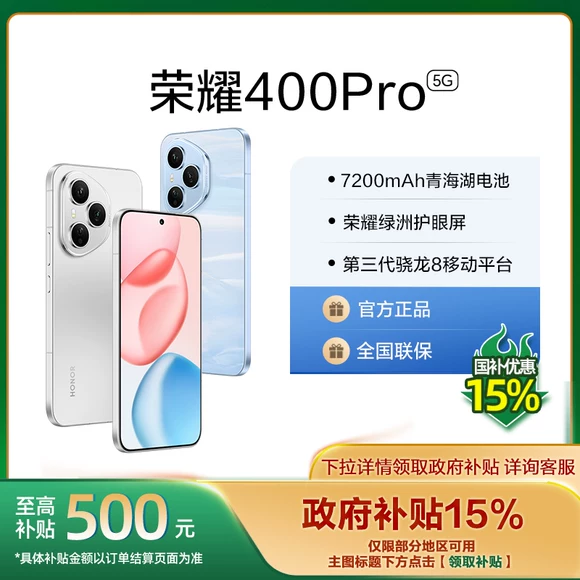 荣耀400Pro 5G
• 7200mAh青海湖电池
• 荣耀绿洲护眼屏
• 第三代骁龙8移动平台
官方正品
全国联保
HONOR
国补优惠
15%
下拉详情领取政府补贴 详询客服
至高
补贴 500 元
*具体补贴金额以订单结算页面为准
政府补贴15%
仅限部分地区可用
主图标题下方点击【领取补贴】